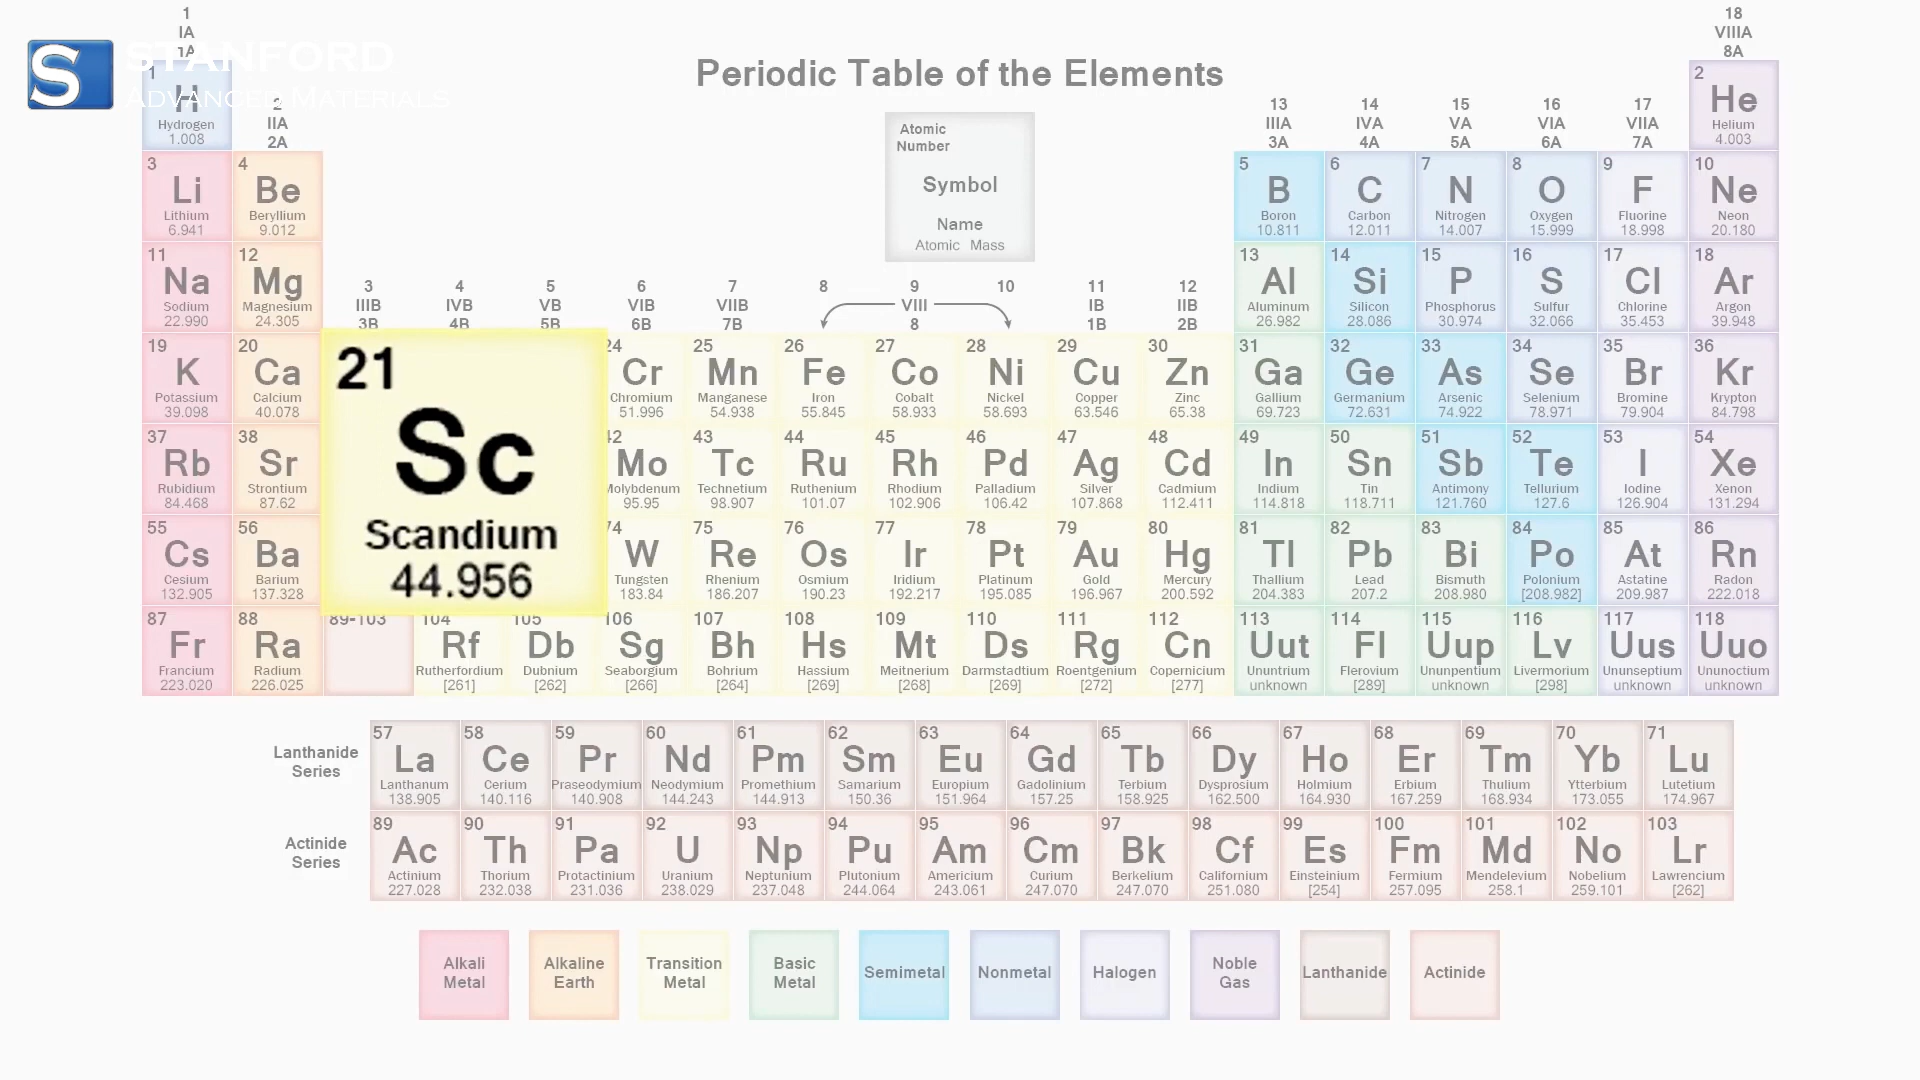 STANFORD
ADVANCED MATERIALS
Periodic Table of the Elements
1
IA
1A
18
VIIIA
8A
1
H
Hydrogen
1.008
2
He
Helium
4.003
2
IIA
2A
13
IIIA
3A
14
IVA
4A
15
VA
5A
16
VIA
6A
17
VIIA
7A
Atomic
Number
Symbol
Name
Atomic Mass
3
Li
Lithium
6.941
4
Be
Beryllium
9.012
5
B
Boron
10.811
6
C
Carbon
12.011
7
N
Nitrogen
14.007
8
O
Oxygen
15.999
9
F
Fluorine
18.998
10
Ne
Neon
20.180
11
Na
Sodium
22.990
12
Mg
Magnesium
24.305
3
IIIB
3B
4
IVB
4B
5
VB
5B
6
VIB
6B
7
VIIB
7B
8
9
10
VIII
8
11
IB
1B
12
IIB
2B
13
Al
Aluminum
26.982
14
Si
Silicon
28.086
15
P
Phosphorus
30.974
16
S
Sulfur
32.066
17
Cl
Chlorine
35.453
18
Ar
Argon
39.948
19
K
Potassium
39.098
20
Ca
Calcium
40.078
21
Sc
Scandium
44.956
24
Cr
Chromium
51.996
25
Mn
Manganese
54.938
26
Fe
Iron
55.845
27
Co
Cobalt
58.933
28
Ni
Nickel
58.693
29
Cu
Copper
63.546
30
Zn
Zinc
65.38
31
Ga
Gallium
69.723
32
Ge
Germanium
72.631
33
As
Arsenic
74.922
34
Se
Selenium
78.971
35
Br
Bromine
79.904
36
Kr
Krypton
84.798
37
Rb
Rubidium
84.468
38
Sr
Strontium
87.62
42
Mo
Molybdenum
95.95
43
Tc
Technetium
98.907
44
Ru
Ruthenium
101.07
45
Rh
Rhodium
102.906
46
Pd
Palladium
106.42
47
Ag
Silver
107.868
48
Cd
Cadmium
112.411
49
In
Indium
114.818
50
Sn
Tin
118.711
51
Sb
Antimony
121.760
52
Te
Tellurium
127.6
53
I
Iodine
126.904
54
Xe
Xenon
131.294
55
Cs
Cesium
132.905
56
Ba
Barium
137.328
74
W
Tungsten
183.84
75
Re
Rhenium
186.207
76
Os
Osmium
190.23
77
Ir
Iridium
192.217
78
Pt
Platinum
195.085
79
Au
Gold
196.967
80
Hg
Mercury
200.592
81
Tl
Thallium
204.383
82
Pb
Lead
207.2
83
Bi
Bismuth
208.980
84
Po
Polonium
[208.982]
85
At
Astatine
209.987
86
Rn
Radon
222.018
87
Fr
Francium
223.020
88
Ra
Radium
226.025
89-103
104
Rf
Rutherfordium
[261]
105
Db
Dubnium
[262]
106
Sg
Seaborgium
[266]
107
Bh
Bohrium
[264]
108
Hs
Hassium
[269]
109
Mt
Meitnerium
[268]
110
Ds
Darmstadtium
[269]
111
Rg
Roentgenium
[272]
112
Cn
Copernicium
[277]
113
Uut
Ununtrium
unknown
114
Fl
Flerovium
[289]
115
Uup
Ununpentium
unknown
116
Lv
Livermorium
[298]
117
Uus
Ununseptium
unknown
118
Uuo
Ununoctium
unknown
Lanthanide
Series
57
La
Lanthanum
138.905
58
Ce
Cerium
140.116
59
Pr
Praseodymium
140.908
60
Nd
Neodymium
144.243
61
Pm
Promethium
144.913
62
Sm
Samarium
150.36
63
Eu
Europium
151.964
64
Gd
Gadolinium
157.25
65
Tb
Terbium
158.925
66
Dy
Dysprosium
162.500
67
Ho
Holmium
164.930
68
Er
Erbium
167.259
69
Tm
Thulium
168.934
70
Yb
Ytterbium
173.055
71
Lu
Lutetium
174.967
Actinide
Series
89
Ac
Actinium
227.028
90
Th
Thorium
232.038
91
Pa
Protactinium
231.036
92
U
Uranium
238.029
93
Np
Neptunium
237.048
94
Pu
Plutonium
244.064
95
Am
Americium
243.061
96
Cm
Curium
247.070
97
Bk
Berkelium
247.070
98
Cf
Californium
251.080
99
Es
Einsteinium
[254]
100
Fm
Fermium
257.095
101
Md
Mendelevium
258.1
102
No
Nobelium
259.101
103
Lr
Lawrencium
[262]
Alkali
Metal
Alkaline
Earth
Transition
Metal
Basic
Metal
Semimetal
Nonmetal
Halogen
Noble
Gas
Lanthanide
Actinide